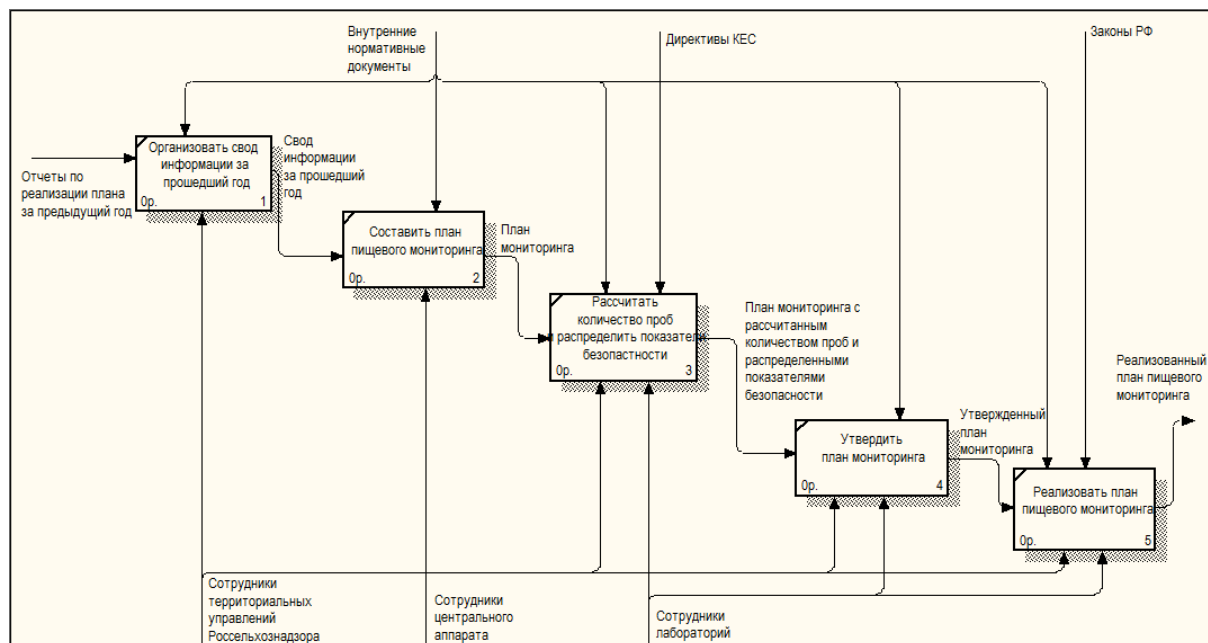 Внутренние
нормативные
документы
Директивы КЕС
Законы РФ
Отчеты по
реализации плана
за предыдущий год
Организовать свод
информации за
прошедший год
0р.
1
Свод
информации
за прошедший
год
Составить план
пищевого мониторинга
0р.
2
План
мониторинга
Рассчитать
количество проб
и распределить показатели
безопастности
0р.
3
План мониторинга с
рассчитанным
количеством проб и
распределенными
показателями
безопасности
Утвердить
план мониторинга
0р.
4
Утвержденный
план
мониторинга
Реализовать план
пищевого мониторинга
0р.
5
Реализованный
план пищевого
мониторинга
Сотрудники
территориальных
управлений
Россельхознадзора
Сотрудники
центрального
аппарата
Сотрудники
лабораторий